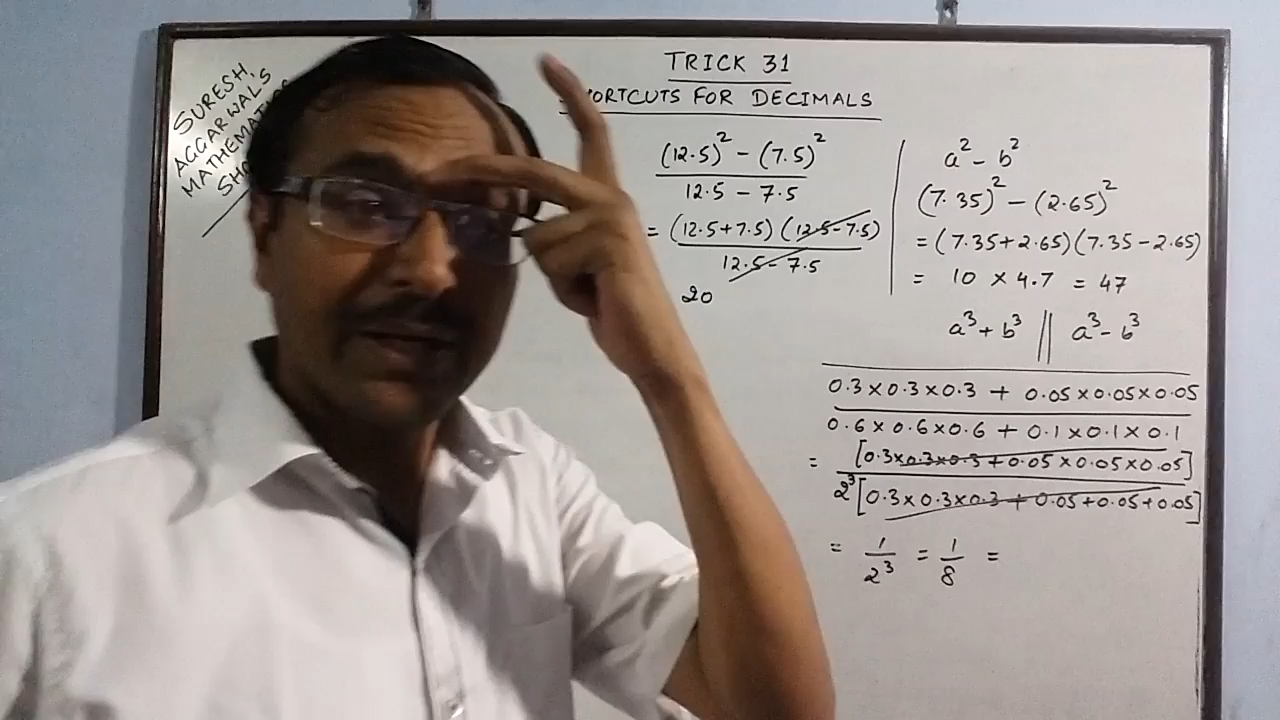 SURESH
AGGARWAL'S
TRICK 31
SHORTCUTS FOR DECIMALS
(12.5)² - (7.5)²
12.5 - 7.5
= (12.5+7.5) (12.5-7.5)
12.5 - 7.5
20
a² - b²
(7.35)² - (2.65)²
= (7.35+2.65)(7.35-2.65)
= 10 × 4.7 = 47
a³ + b³ || a³ - b³
0.3×0.3×0.3 + 0.05×0.05×0.05
0.6×0.6×0.6 + 0.1×0.1×0.1
= [0.3×0.3×0.3 + 0.05×0.05×0.05]
2³[0.3×0.3×0.3 + 0.05+0.05+0.05]
= 1/2³ = 1/8 =